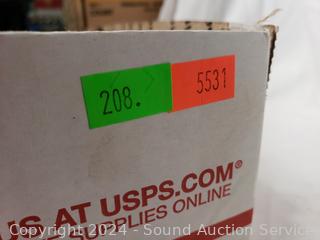 208.
5531
US AT USPS.COM®
SUPPLIES ONLINE
Copyright 2024 - Sound Auction Service